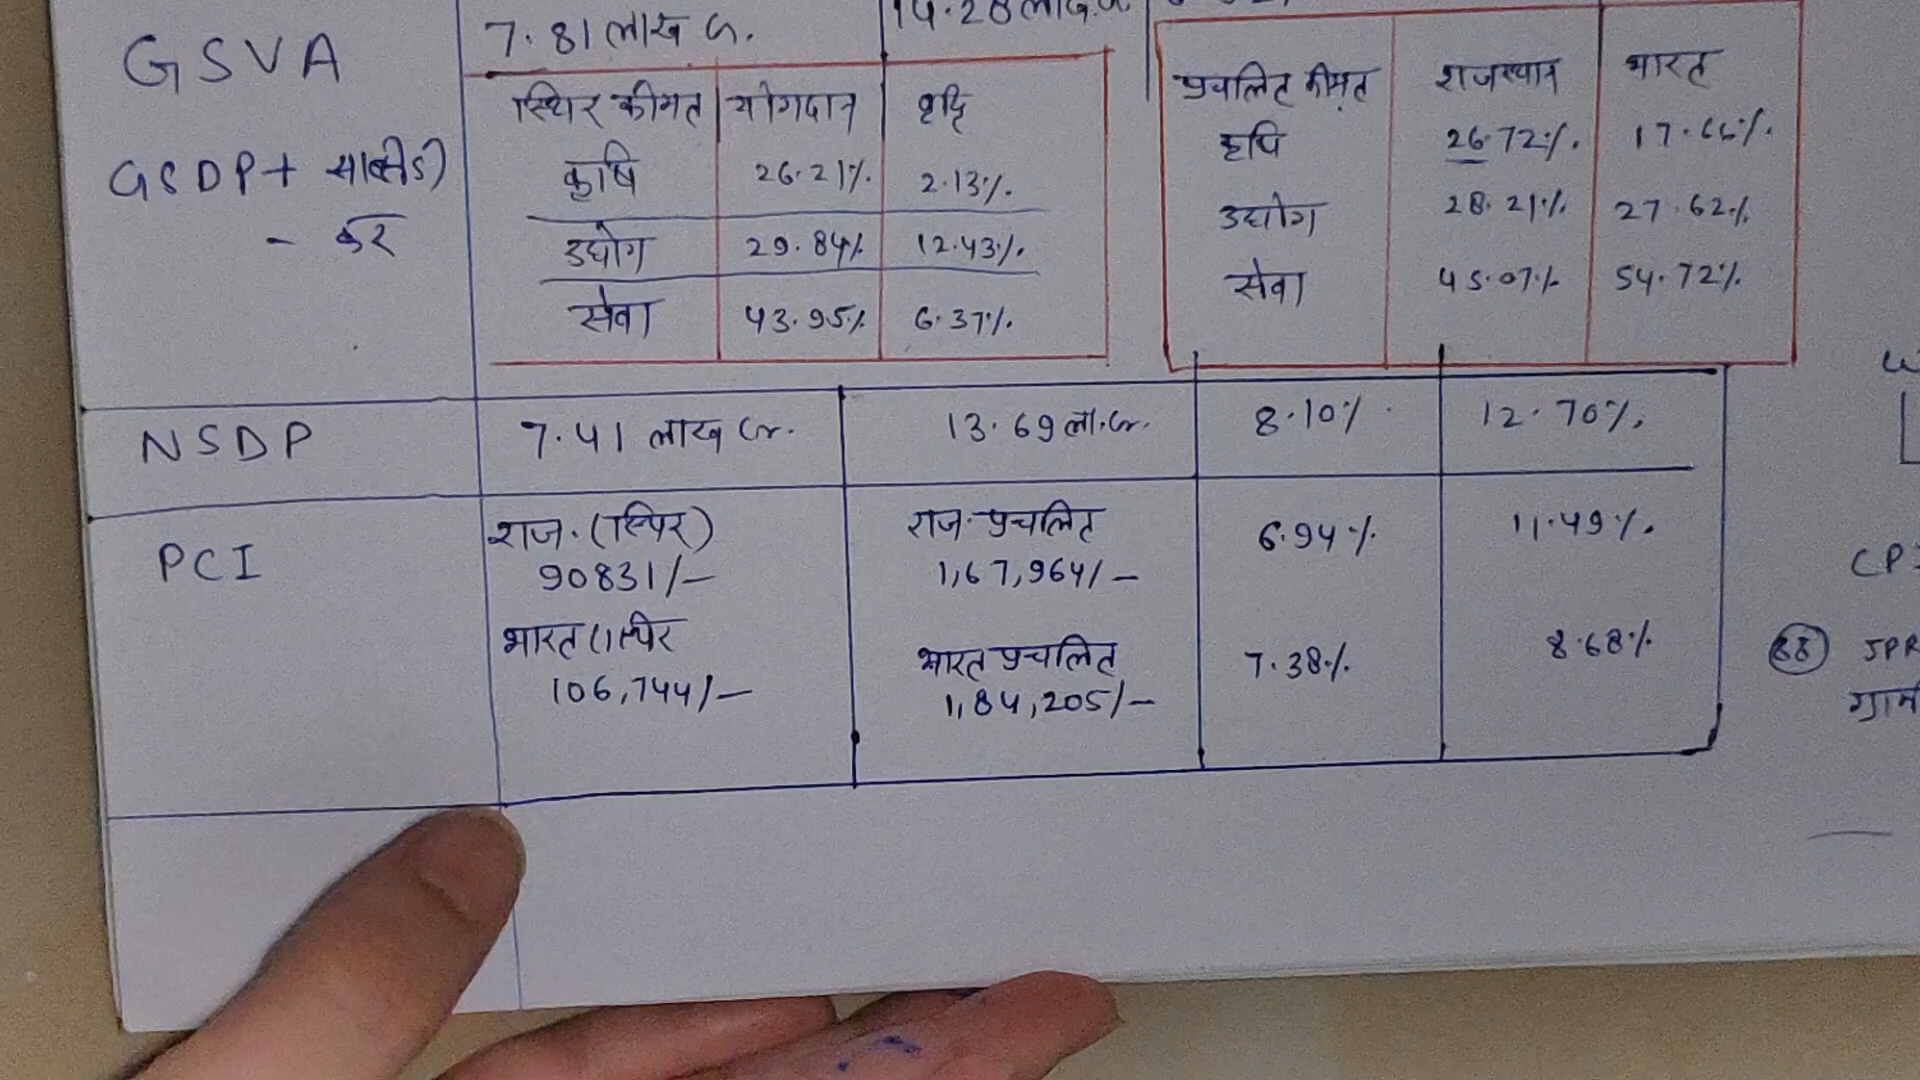 GSVA
7.81 लाख Cr.
GSDP + सब्सिडी
- कर
स्थिर कीमत योगदान वृद्धि
कृषि 26.21% 2.13%.
उद्योग 29.84% 12.43%.
सेवा 43.95% 6.37%.
प्रचलित कीमत राजस्थान भारत
कृषि 26.72%. 17.66%.
उद्योग 28.21% 27.62%
सेवा 45.07% 54.72%
NSDP 7.41 लाख Cr. 13.69 ला.Cr. 8.10% 12.70%.
PCI राज.(स्थिर) राज.प्रचलित 6.94% 11.49%.
90831/- 1,67,964/-
भारत(स्थिर भारत प्रचलित 7.38% 8.68%
106,744/- 1,84,205/-
88 JPR